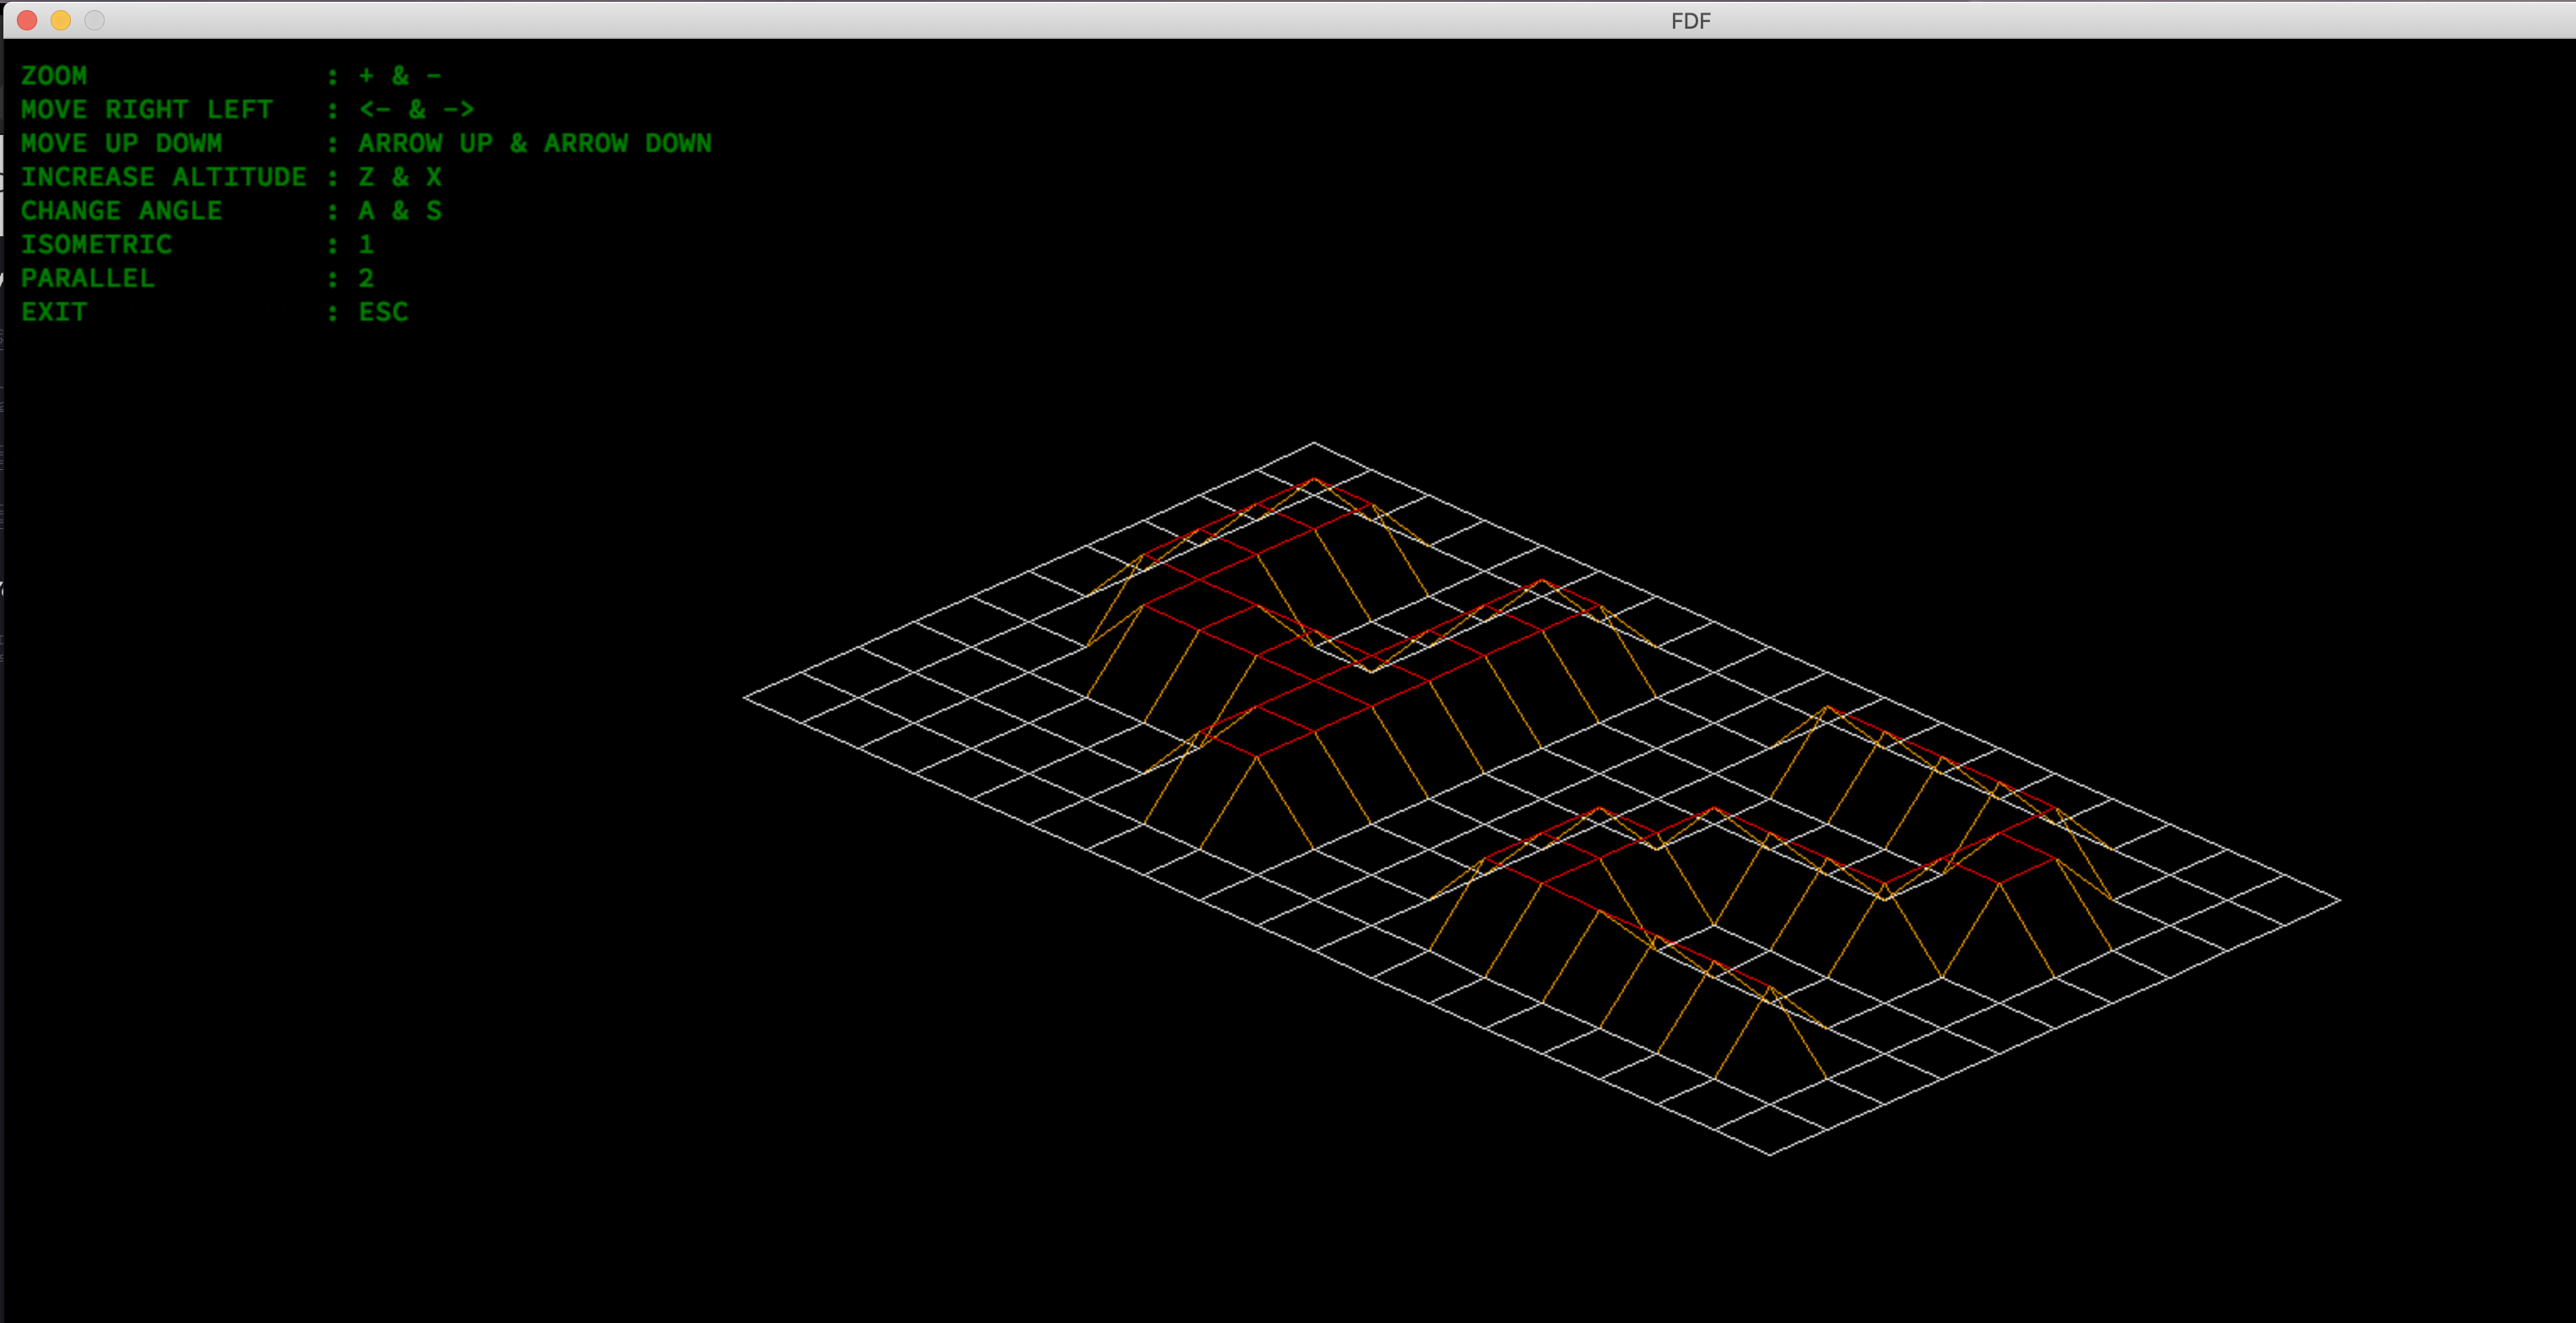 FDF
ZOOM : + & -
MOVE RIGHT LEFT : <- & ->
MOVE UP DOWM : ARROW UP & ARROW DOWN
INCREASE ALTITUDE : Z & X
CHANGE ANGLE : A & S
ISOMETRIC : 1
PARALLEL : 2
EXIT : ESC